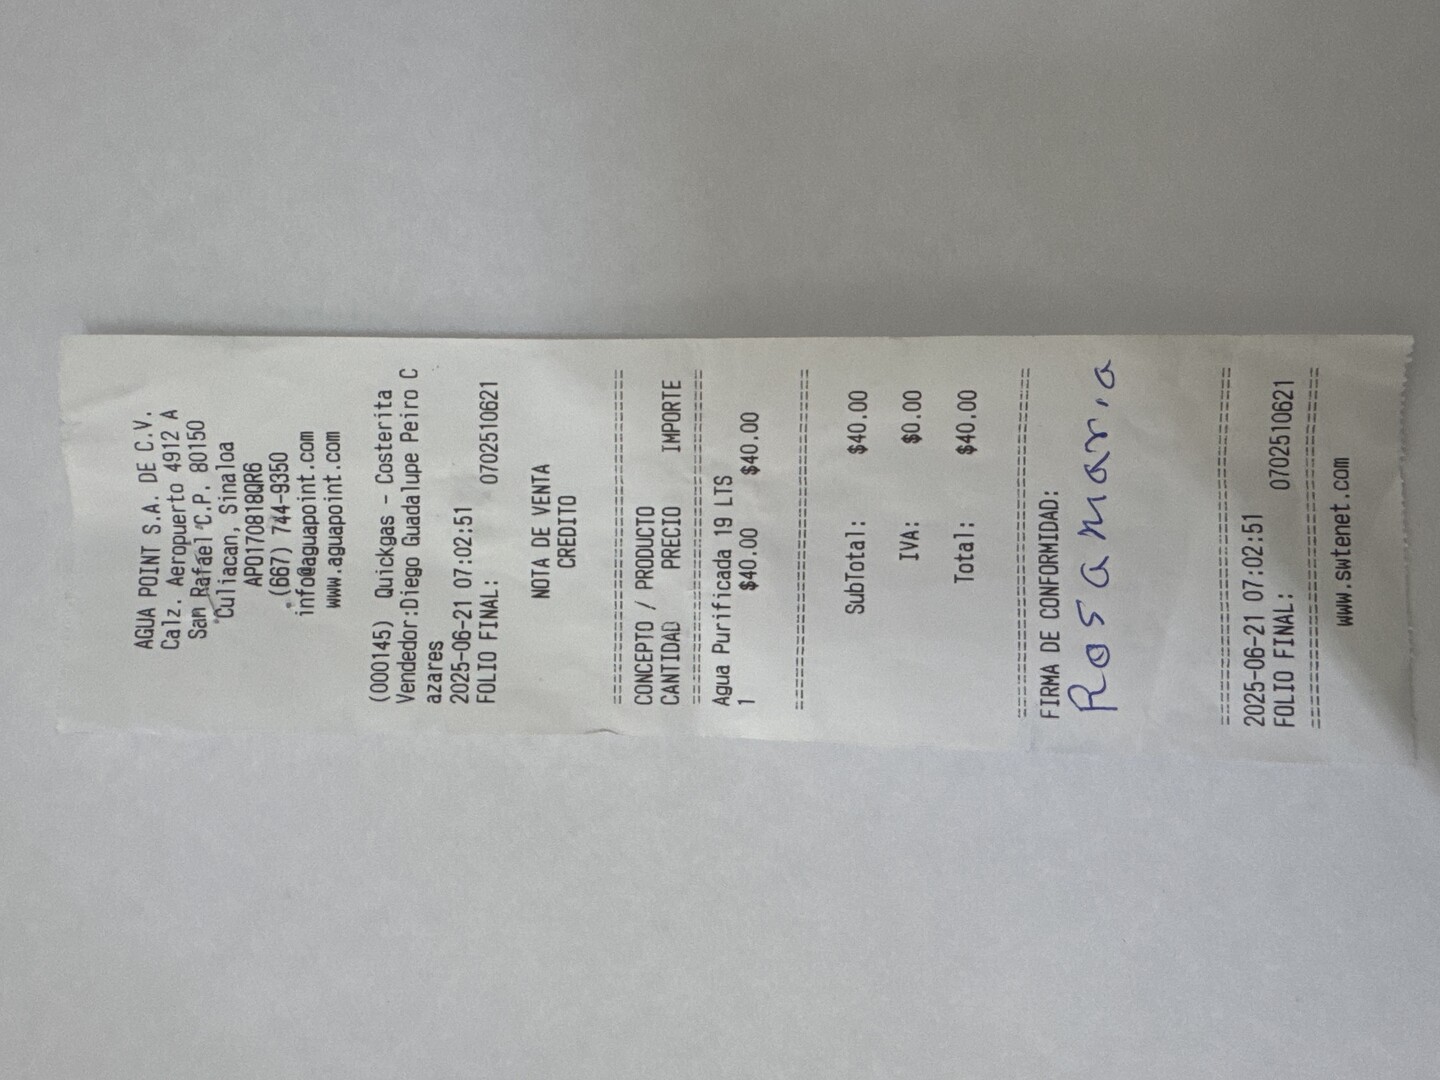 AGUA POINT S.A. DE C.V.
Calz. Aeropuerto 4912 A
San Rafael C.P. 80150
Culiacan, Sinaloa
APO170818QR6
(667) 744-9350
info@aguapoint.com
www.aguapoint.com
(000145) Quickgas - Costerita
Vendedor:Diego Guadalupe Peiro C
azares
2025-06-21 07:02:51
FOLIO FINAL: 0702510621
NOTA DE VENTA
CREDITO
================================
CONCEPTO / PRODUCTO
CANTIDAD PRECIO IMPORTE
================================
Agua Purificada 19 LTS
1 $40.00 $40.00
================================
SubTotal: $40.00
IVA: $0.00
Total: $40.00
================================
FIRMA DE CONFORMIDAD:
Rosamaria
================================
2025-06-21 07:02:51
FOLIO FINAL: 0702510621
================================
www.swtenet.com